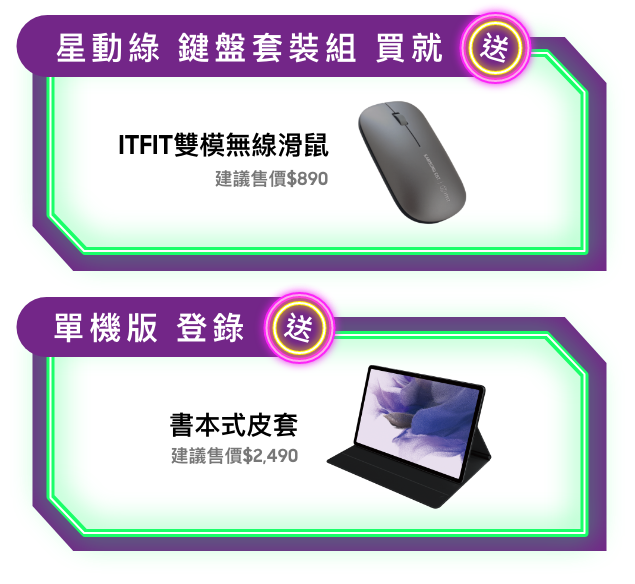 星動綠 鍵盤套裝組 買就 送
ITFIT雙模無線滑鼠
建議售價$890
單機版 登錄 送
書本式皮套
建議售價$2,490